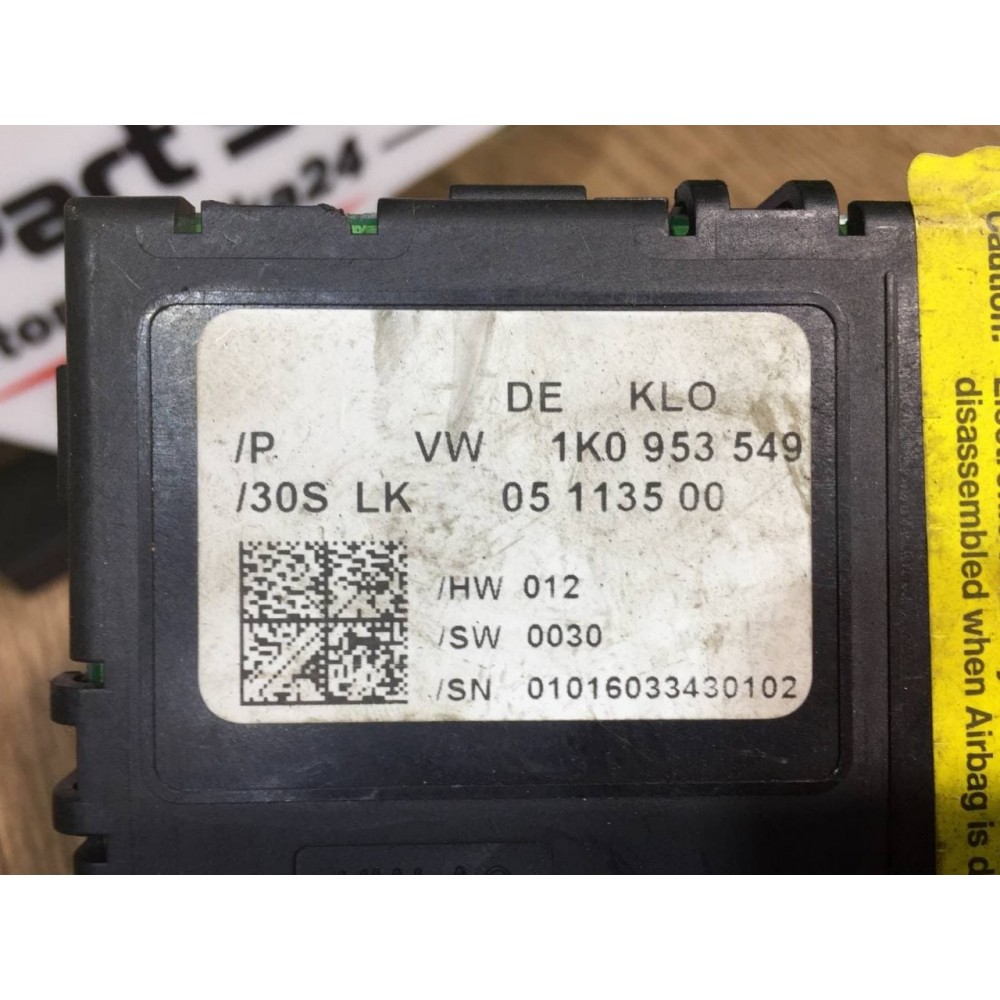 DE KLO
/P VW 1K0 953 549
/30S LK 05 1135 00
/HW 012
/SW 0030
/SN 01016033430102
Caution:
disassembled when Airbag is